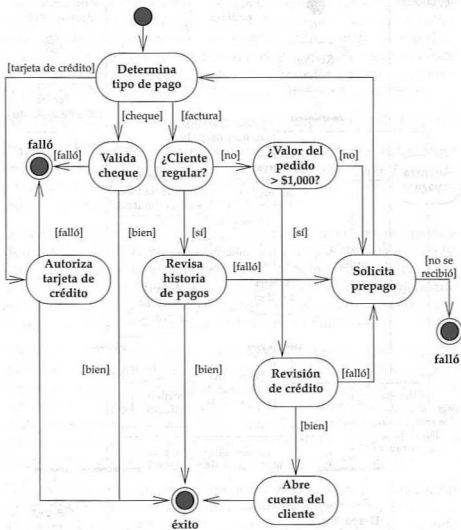 [tarjeta de crédito]
Determina
tipo de pago
[cheque]
[factura]
falló
[falló]
Valida
cheque
¿Cliente
regular?
[no]
¿Valor del
pedido
> $1,000?
[no]
[falló]
[bien]
[sí]
[sí]
Autoriza
tarjeta de
crédito
Revisa
historia
de pagos
[falló]
Solicita
prepago
[no se
recibió]
falló
[bien]
[bien]
Revisión
de crédito
[falló]
[bien]
Abre
cuenta del
cliente
éxito